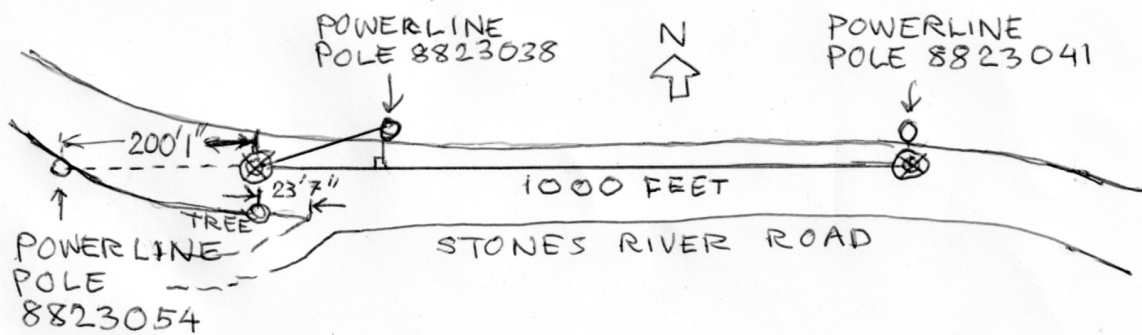 POWERLINE
POLE 8823038
N
POWERLINE
POLE 8823041
200'1"
23'7"
1000 FEET
TREE
STONES RIVER ROAD
POWERLINE
POLE
8823054